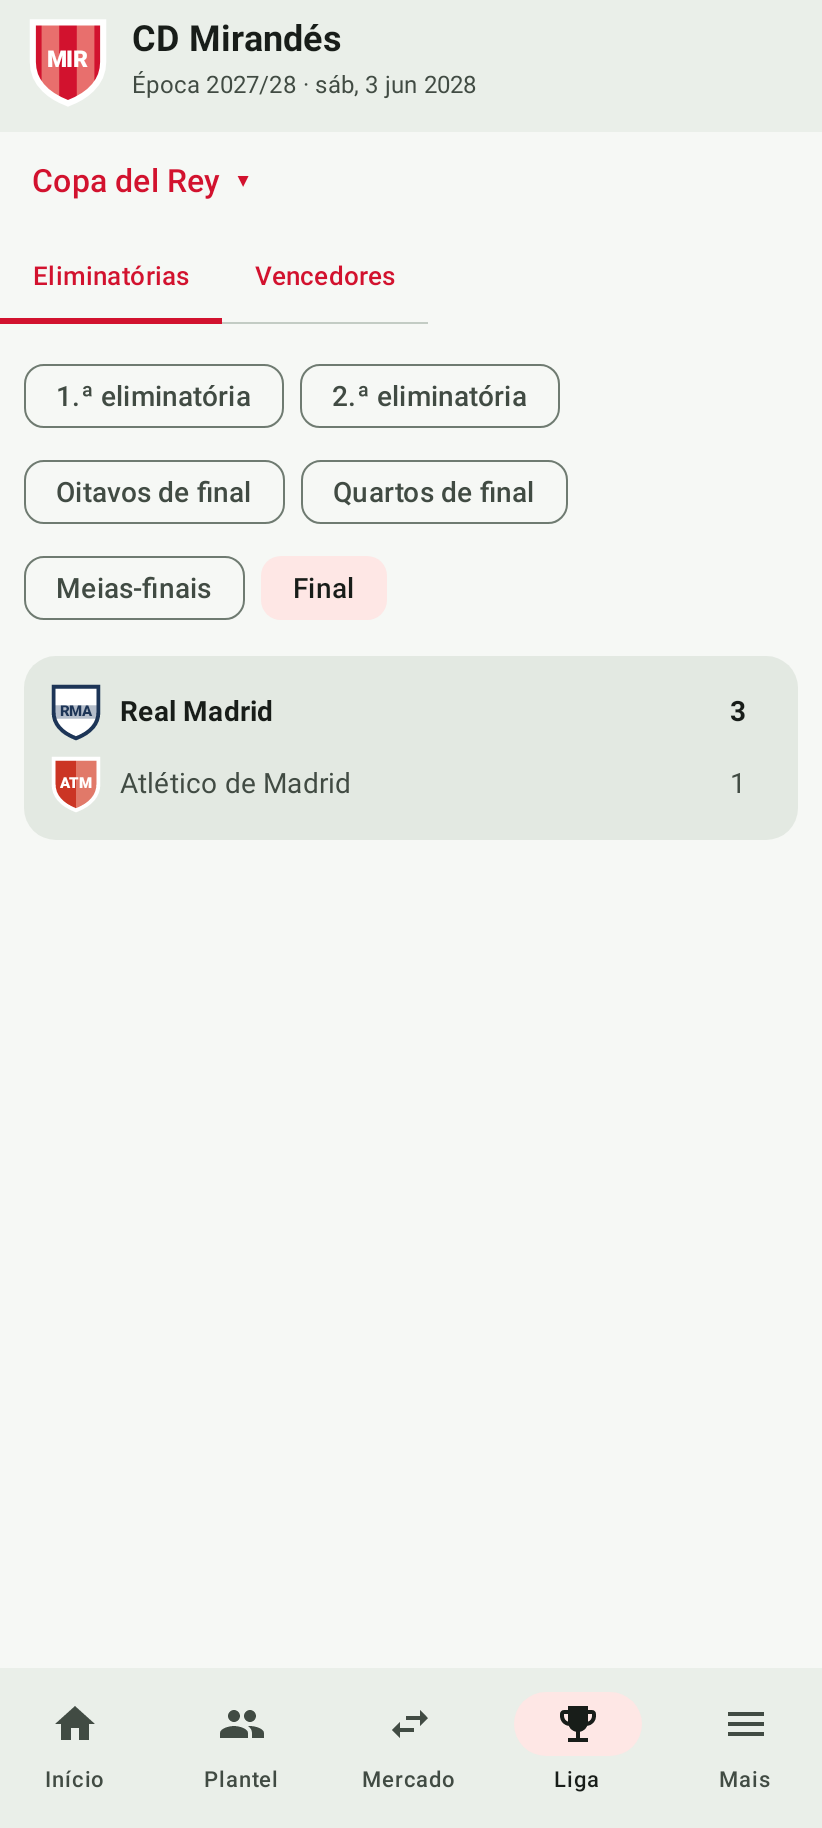 MIR
CD Mirandés
Época 2027/28 · sáb, 3 jun 2028
Copa del Rey ▼
Eliminatórias Vencedores
1.ª eliminatória 2.ª eliminatória
Oitavos de final Quartos de final
Meias-finais Final
RMA Real Madrid 3
ATM Atlético de Madrid 1
Início Plantel Mercado Liga Mais